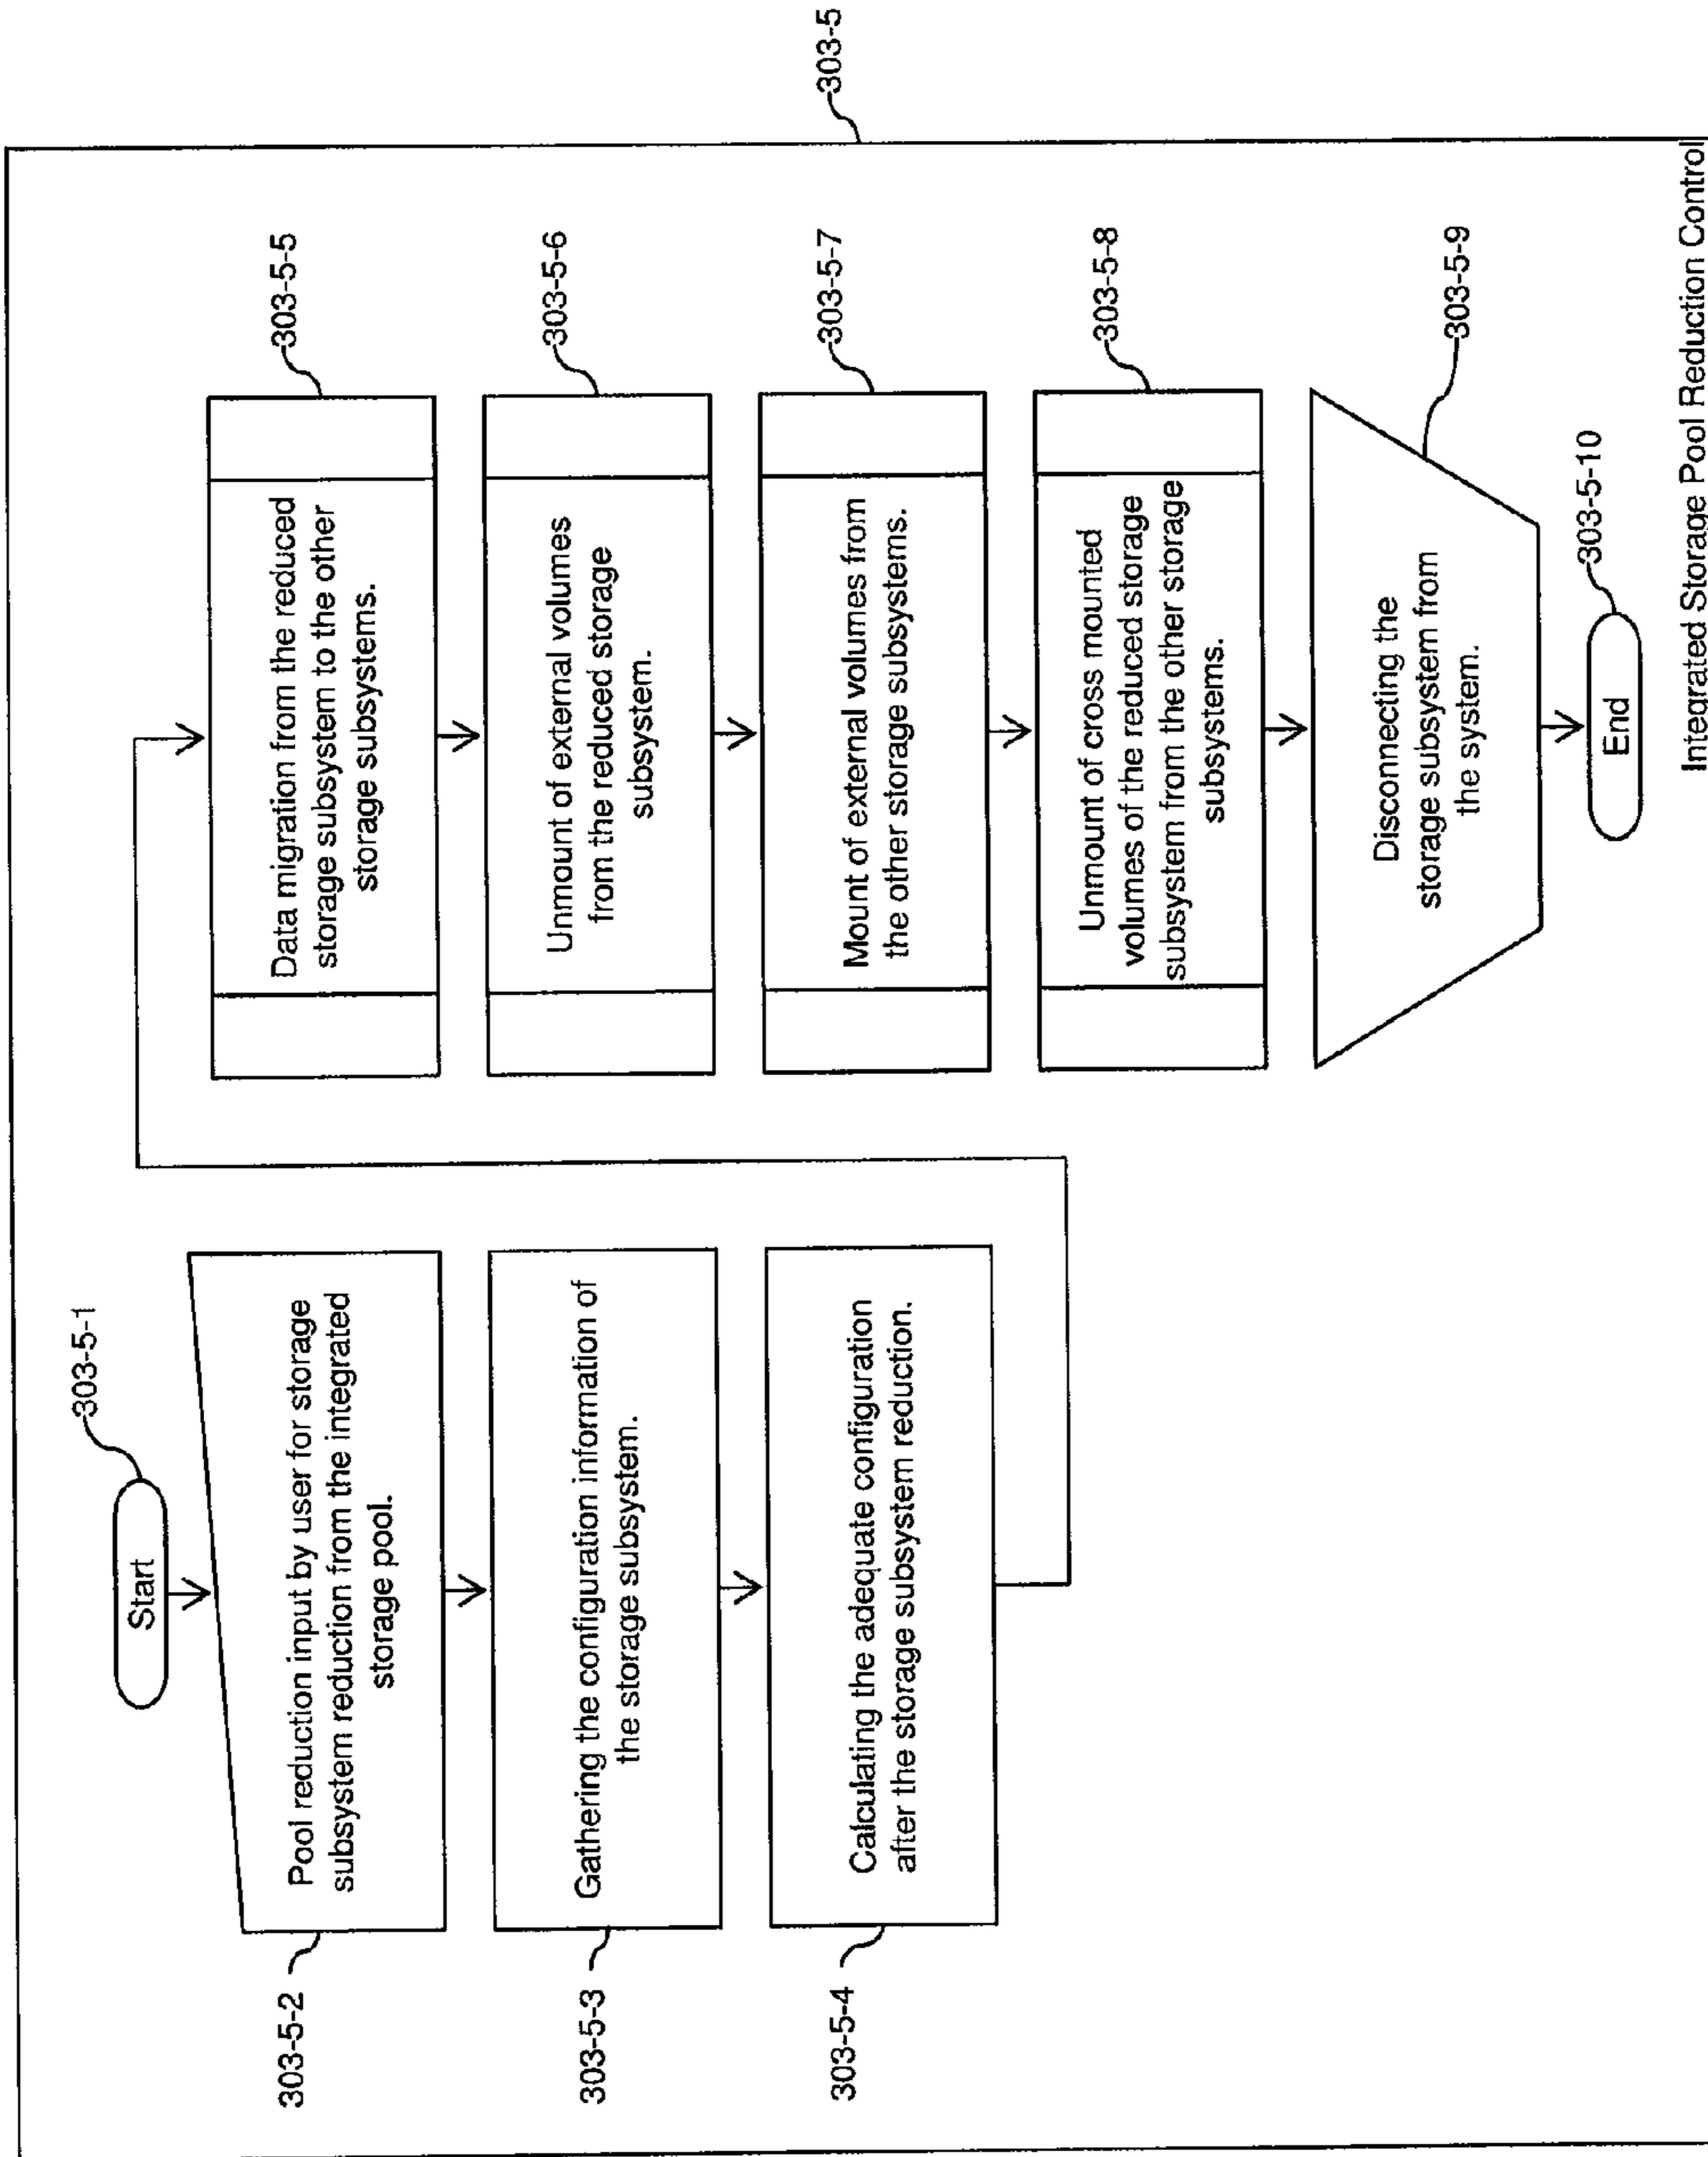 303-5-1
Start
303-5-2
Pool reduction input by user for storage
subsystem reduction from the integrated
storage pool.
303-5-3
Gathering the configuration information of
the storage subsystem.
303-5-4
Calculating the adequate configuration
after the storage subsystem reduction.
303-5-5
Data migration from the reduced
storage subsystem to the other
storage subsystems.
303-5-6
Unmount of external volumes
from the reduced storage
subsystem.
303-5-7
Mount of external volumes from
the other storage subsystems.
303-5-8
Unmount of cross mounted
volumes of the reduced storage
subsystem from the other storage
subsystems.
303-5-9
Disconnecting the
storage subsystem from
the system.
303-5-10
End
303-5
Integrated Storage Pool Reduction Control